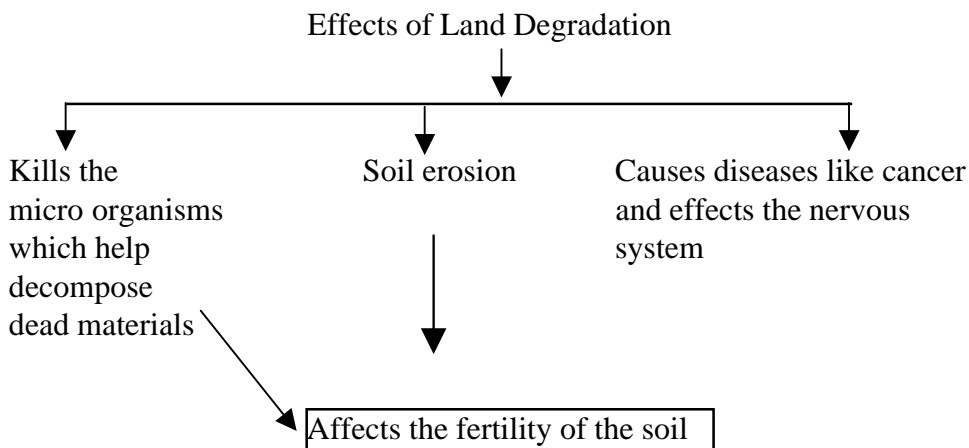 Effects of Land Degradation
Kills the
micro organisms
which help
decompose
dead materials
Soil erosion
Causes diseases like cancer
and effects the nervous
system
Affects the fertility of the soil